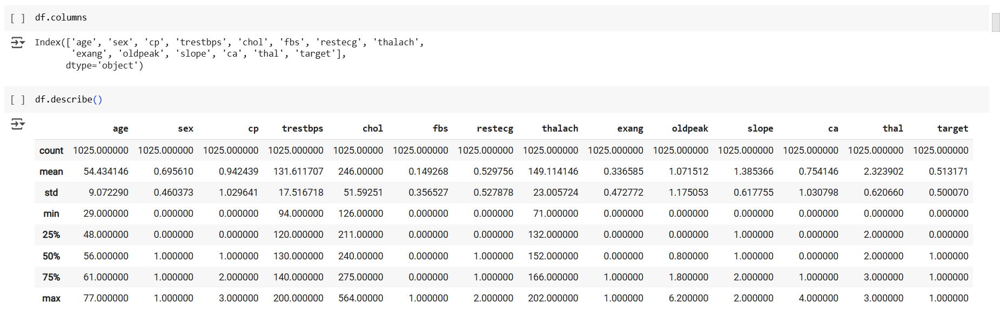 [ ] df.columns
Index(['age', 'sex', 'cp', 'trestbps', 'chol', 'fbs', 'restecg', 'thalach',
'exang', 'oldpeak', 'slope', 'ca', 'thal', 'target'],
dtype='object')
[ ] df.describe()
age sex cp trestbps chol fbs restecg thalach exang oldpeak slope ca thal target
count 1025.000000 1025.000000 1025.000000 1025.000000 1025.00000 1025.000000 1025.000000 1025.000000 1025.000000 1025.000000 1025.000000 1025.000000 1025.000000 1025.000000
mean 54.434146 0.695610 0.942439 131.611707 246.00000 0.149268 0.529756 149.114146 0.336585 1.071512 1.385366 0.754146 2.323902 0.513171
std 9.072290 0.460373 1.029641 17.516718 51.59251 0.356527 0.527878 23.005724 0.472772 1.175053 0.617755 1.030798 0.620660 0.500070
min 29.000000 0.000000 0.000000 94.000000 126.00000 0.000000 0.000000 71.000000 0.000000 0.000000 0.000000 0.000000 0.000000 0.000000
25% 48.000000 0.000000 0.000000 120.000000 211.00000 0.000000 0.000000 132.000000 0.000000 0.000000 1.000000 0.000000 2.000000 0.000000
50% 56.000000 1.000000 1.000000 130.000000 240.00000 0.000000 1.000000 152.000000 0.000000 0.800000 1.000000 0.000000 2.000000 1.000000
75% 61.000000 1.000000 2.000000 140.000000 275.00000 0.000000 1.000000 166.000000 1.000000 1.800000 2.000000 1.000000 3.000000 1.000000
max 77.000000 1.000000 3.000000 200.000000 564.00000 1.000000 2.000000 202.000000 1.000000 6.200000 2.000000 4.000000 3.000000 1.000000